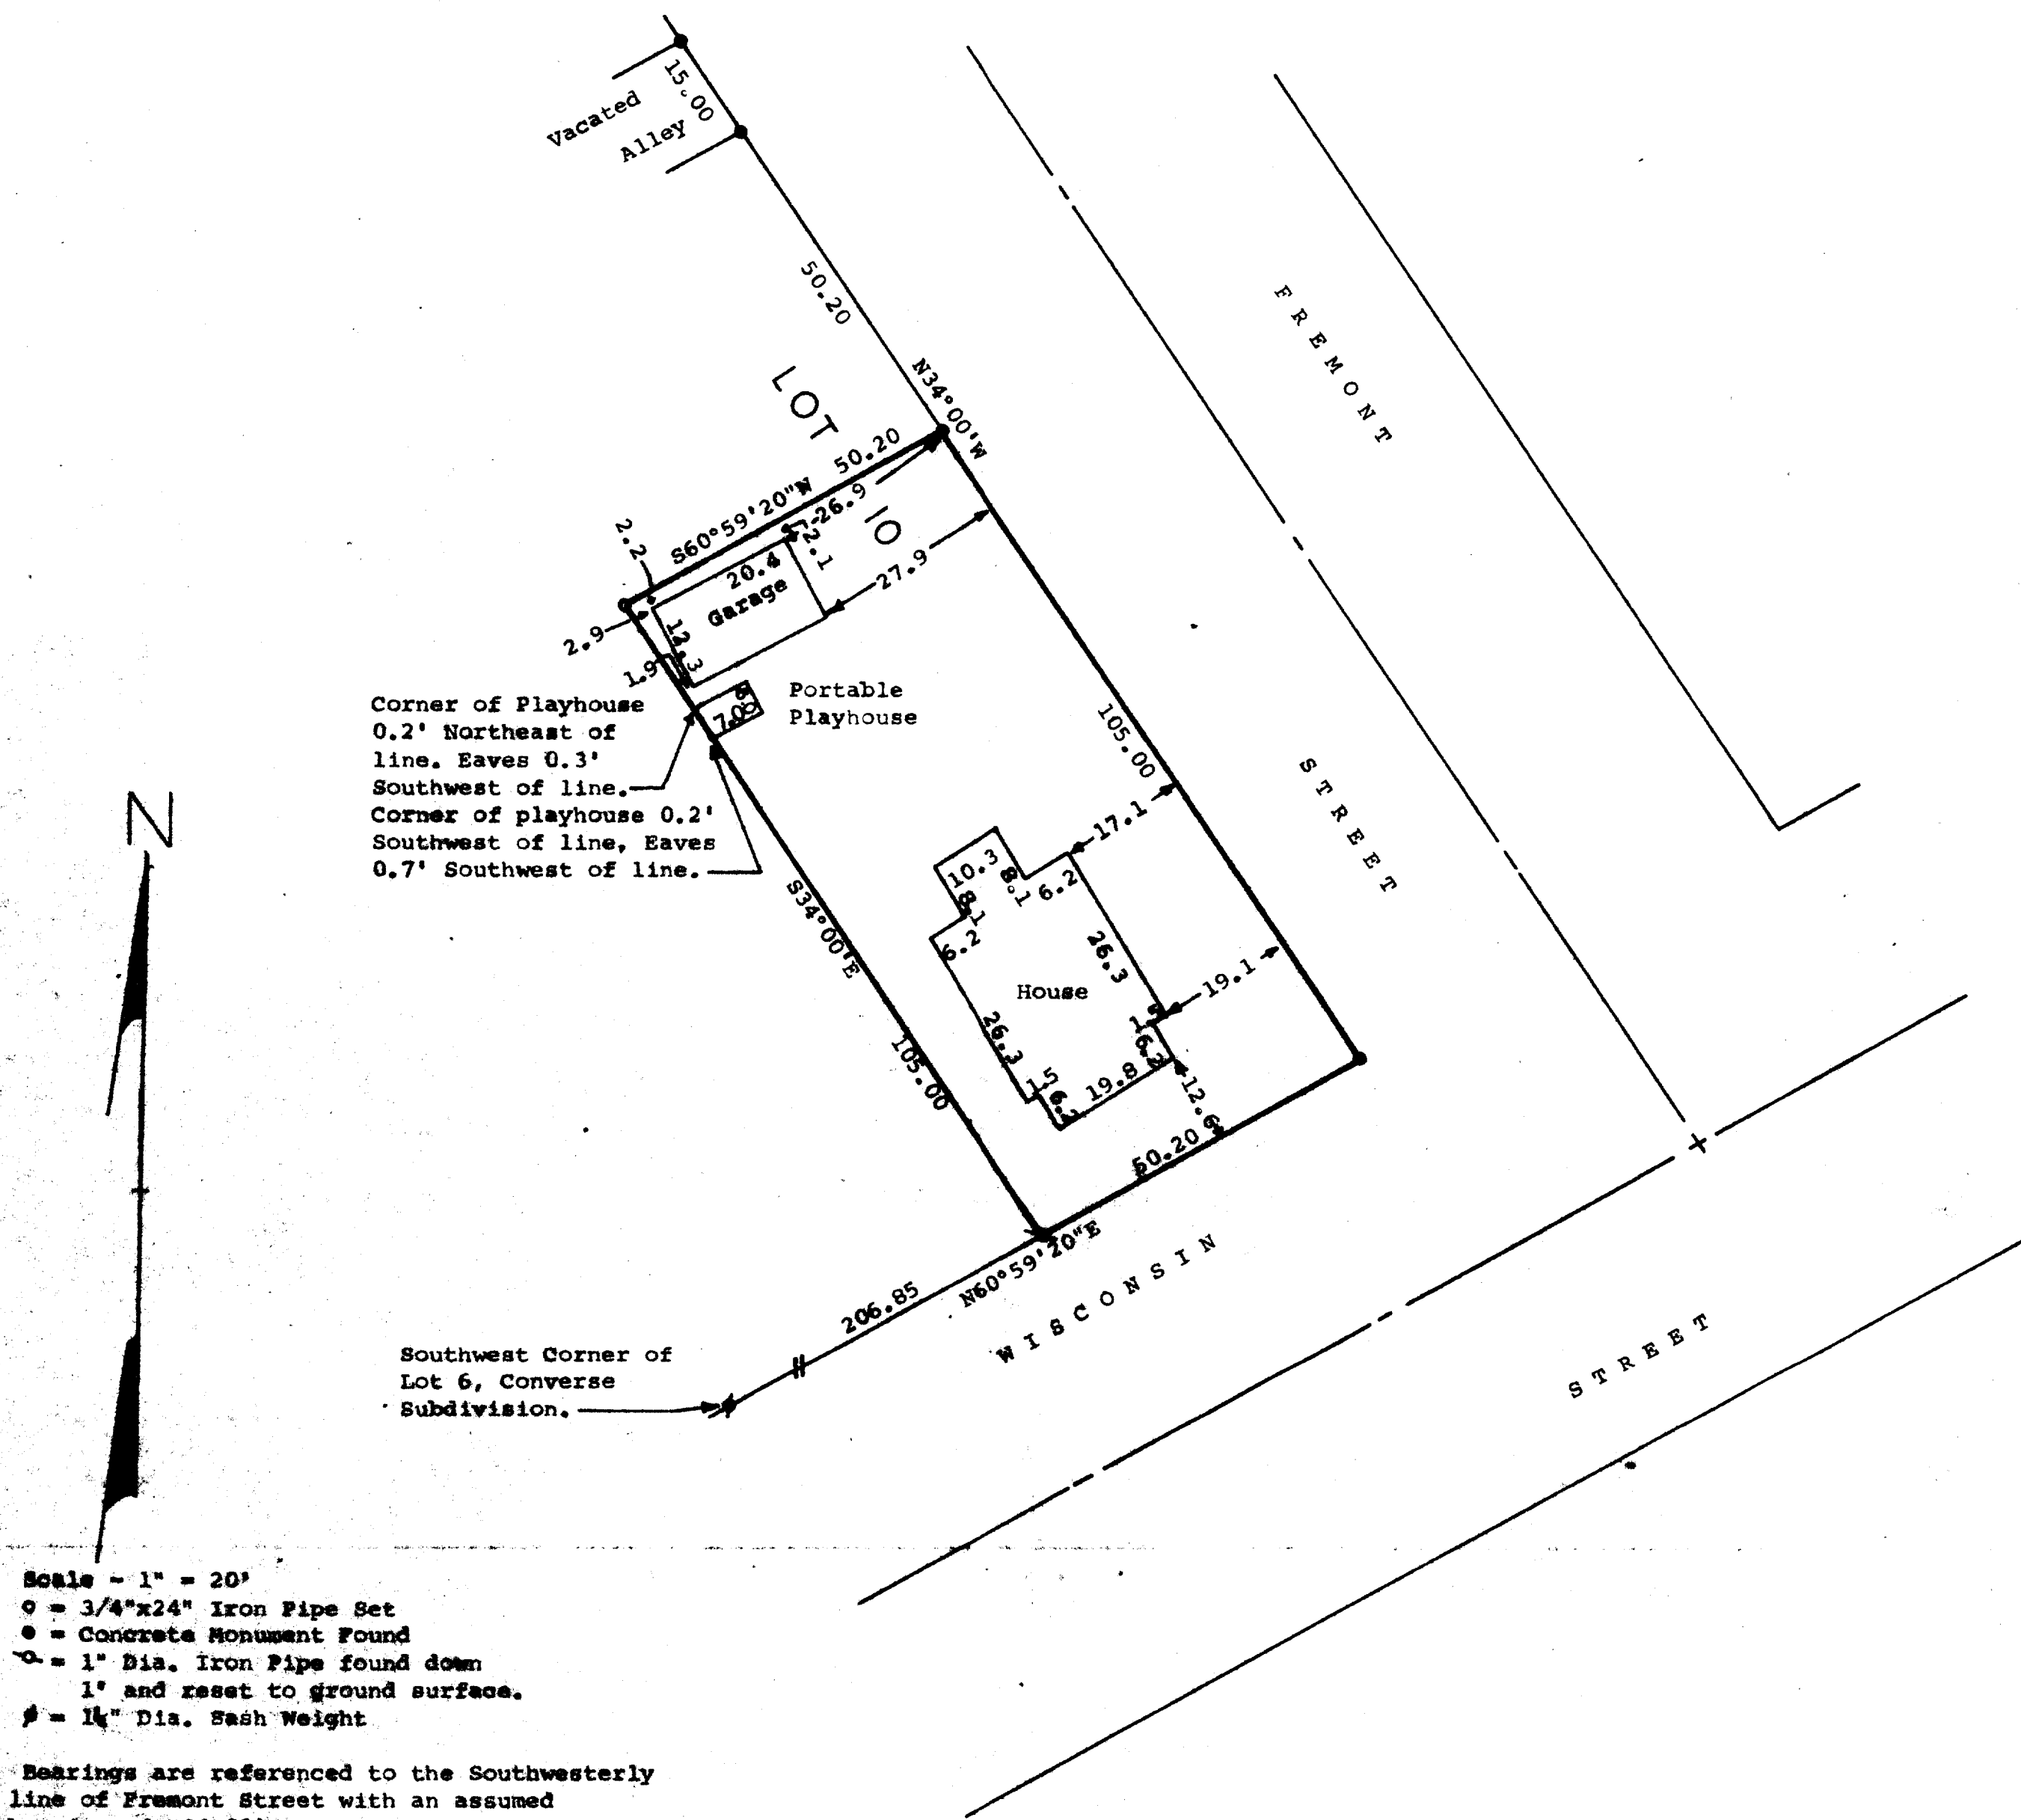 15.00
Vacated
Alley
50.20
FREMONT
N34°00'W
LOT
50.20
S60°59'20"W
26.9
10
2.2
2.1
20.4
Garage
27.9
12.3
2.9
1.9
Corner of Playhouse
0.2' Northeast of
line. Eaves 0.3'
Southwest of line.
Corner of playhouse 0.2'
Southwest of line, Eaves
0.7' Southwest of line.
7.0
Portable
Playhouse
105.00
STREET
17.1
N
10.3
8.1
6.2
8.1
6.2
S34°00'E
26.3
House
19.1
1.5
6.2
26.3
105.00
1.5
6.2
19.8
12.6
50.20
N60°59'20"E
WISCONSIN
206.85
STREET
Southwest Corner of
Lot 6, Converse
Subdivision.
Scale - 1" = 20'
= 3/4"x24" Iron Pipe Set
= Concrete Monument Found
= 1" Dia. Iron Pipe found down
1' and reset to ground surface.
= 1¼" Dia. Sash Weight
Bearings are referenced to the Southwesterly
line of Fremont Street with an assumed